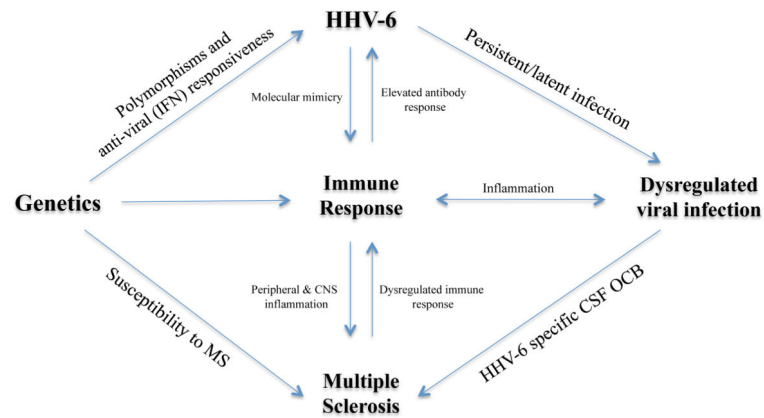 HHV-6
Polymorphisms and
anti-viral (IFN) responsiveness
Molecular mimicry
Elevated antibody
response
Persistent/latent infection
Genetics
Immune
Response
Inflammation
Dysregulated
viral infection
Susceptibility to MS
Peripheral & CNS
inflammation
Dysregulated immune
response
HHV-6 specific CSF OCB
Multiple
Sclerosis